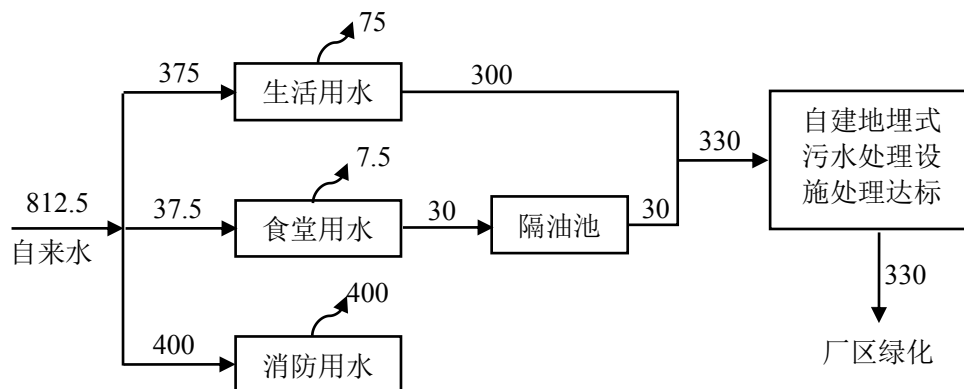 75
375
生活用水
300
自建地埋式
污水处理设
施处理达标
330
7.5
812.5
自来水
37.5
食堂用水
30
隔油池
30
330
厂区绿化
400
400
消防用水